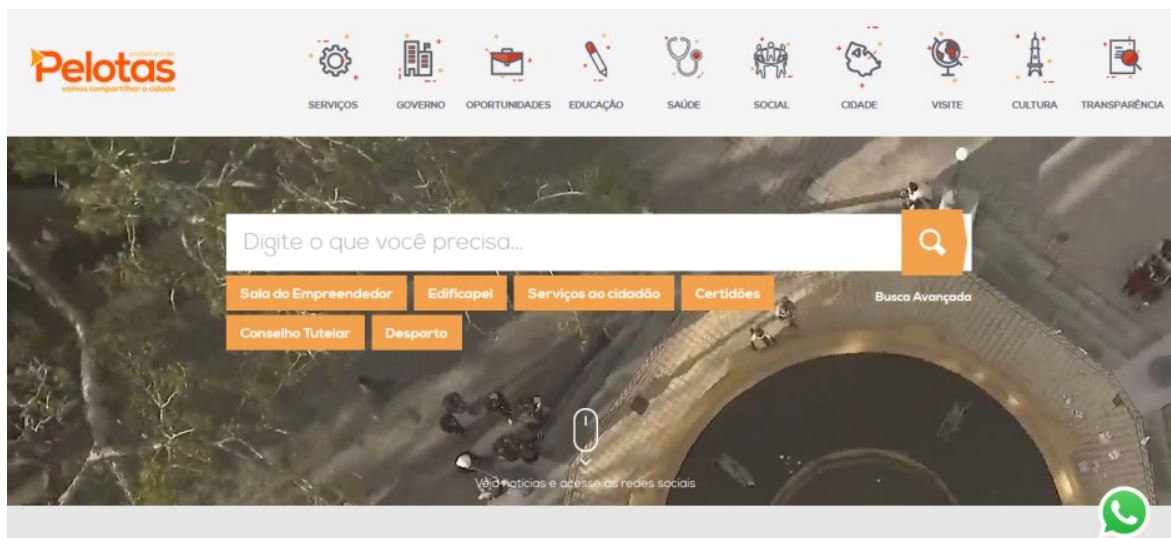 prefeitura de
Pelotas
vamos compartilhar a cidade
SERVIÇOS GOVERNO OPORTUNIDADES EDUCAÇÃO SAÚDE SOCIAL CIDADE VISITE CULTURA TRANSPARÊNCIA
Digite o que você precisa...
Sala do Empreendedor Edificapel Serviços ao cidadão Certidões Busca Avançada
Conselho Tutelar Desporto
Veja notícias e acesse as redes sociais